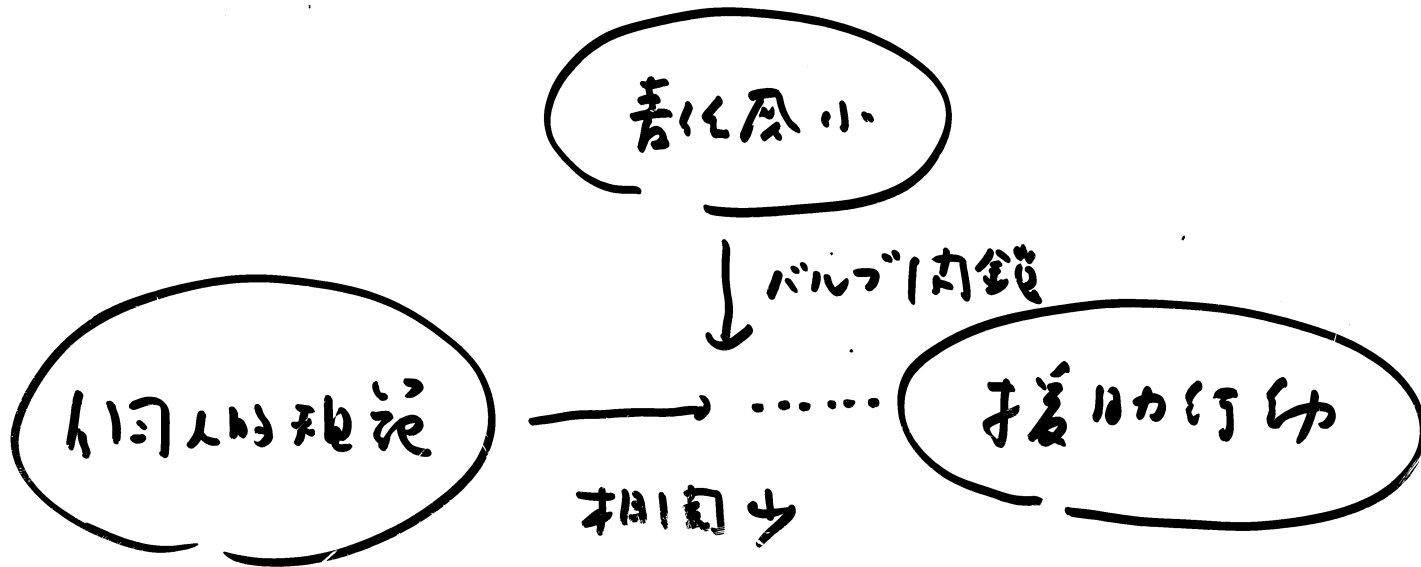 責任感小
バルブ閉鎖
個人的規範
援助行動
相関少